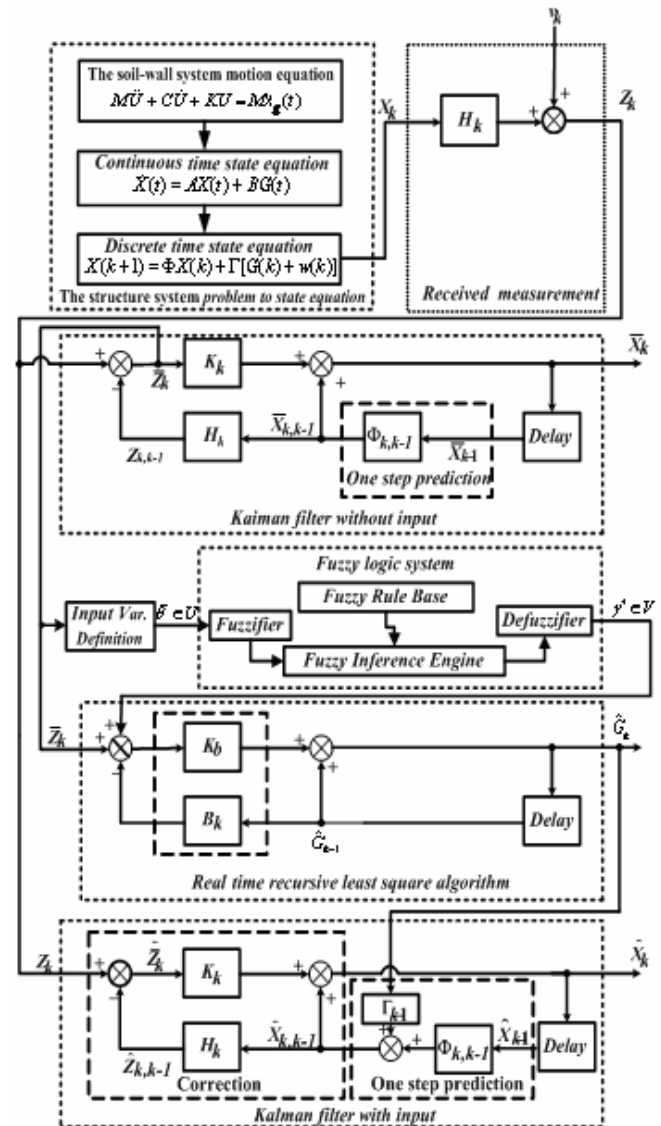 The soil-wall system motion equation
MÜ + CU̇ + KU = Mẍg(t)
Continuous time state equation
Ẋ(t) = AX(t) + BG(t)
Discrete time state equation
X(k+1) = ΦX(k) + Γ[G(k) + w(k)]
The structure system problem to state equation
X_k
H_k
v_k
+
+
Z_k
Received measurement
+
−
Z̄_k
K_k
+
+
X̄_k
H_k
Z_k,k-1
X̄_k,k-1
Φ_k,k-1
X̄_k-1
Delay
One step prediction
Kaiman filter without input
Fuzzy logic system
Fuzzy Rule Base
Input Var.
Definition
∈ U
Fuzzifier
Fuzzy Inference Engine
Defuzzifier
∈ V
Z̄_k
+
+
−
K_b
+
+
Ĝ_k
B_k
Ĝ_k-1
Delay
Real time recursive least square algorithm
Z_k
+
−
Ẑ_k
K_k
+
+
X̂_k
Γ_k-1
H_k
Ẑ_k,k-1
X̂_k,k-1
+
+
Φ_k,k-1
X̂_k-1
Delay
Correction
One step prediction
Kalman filter with input